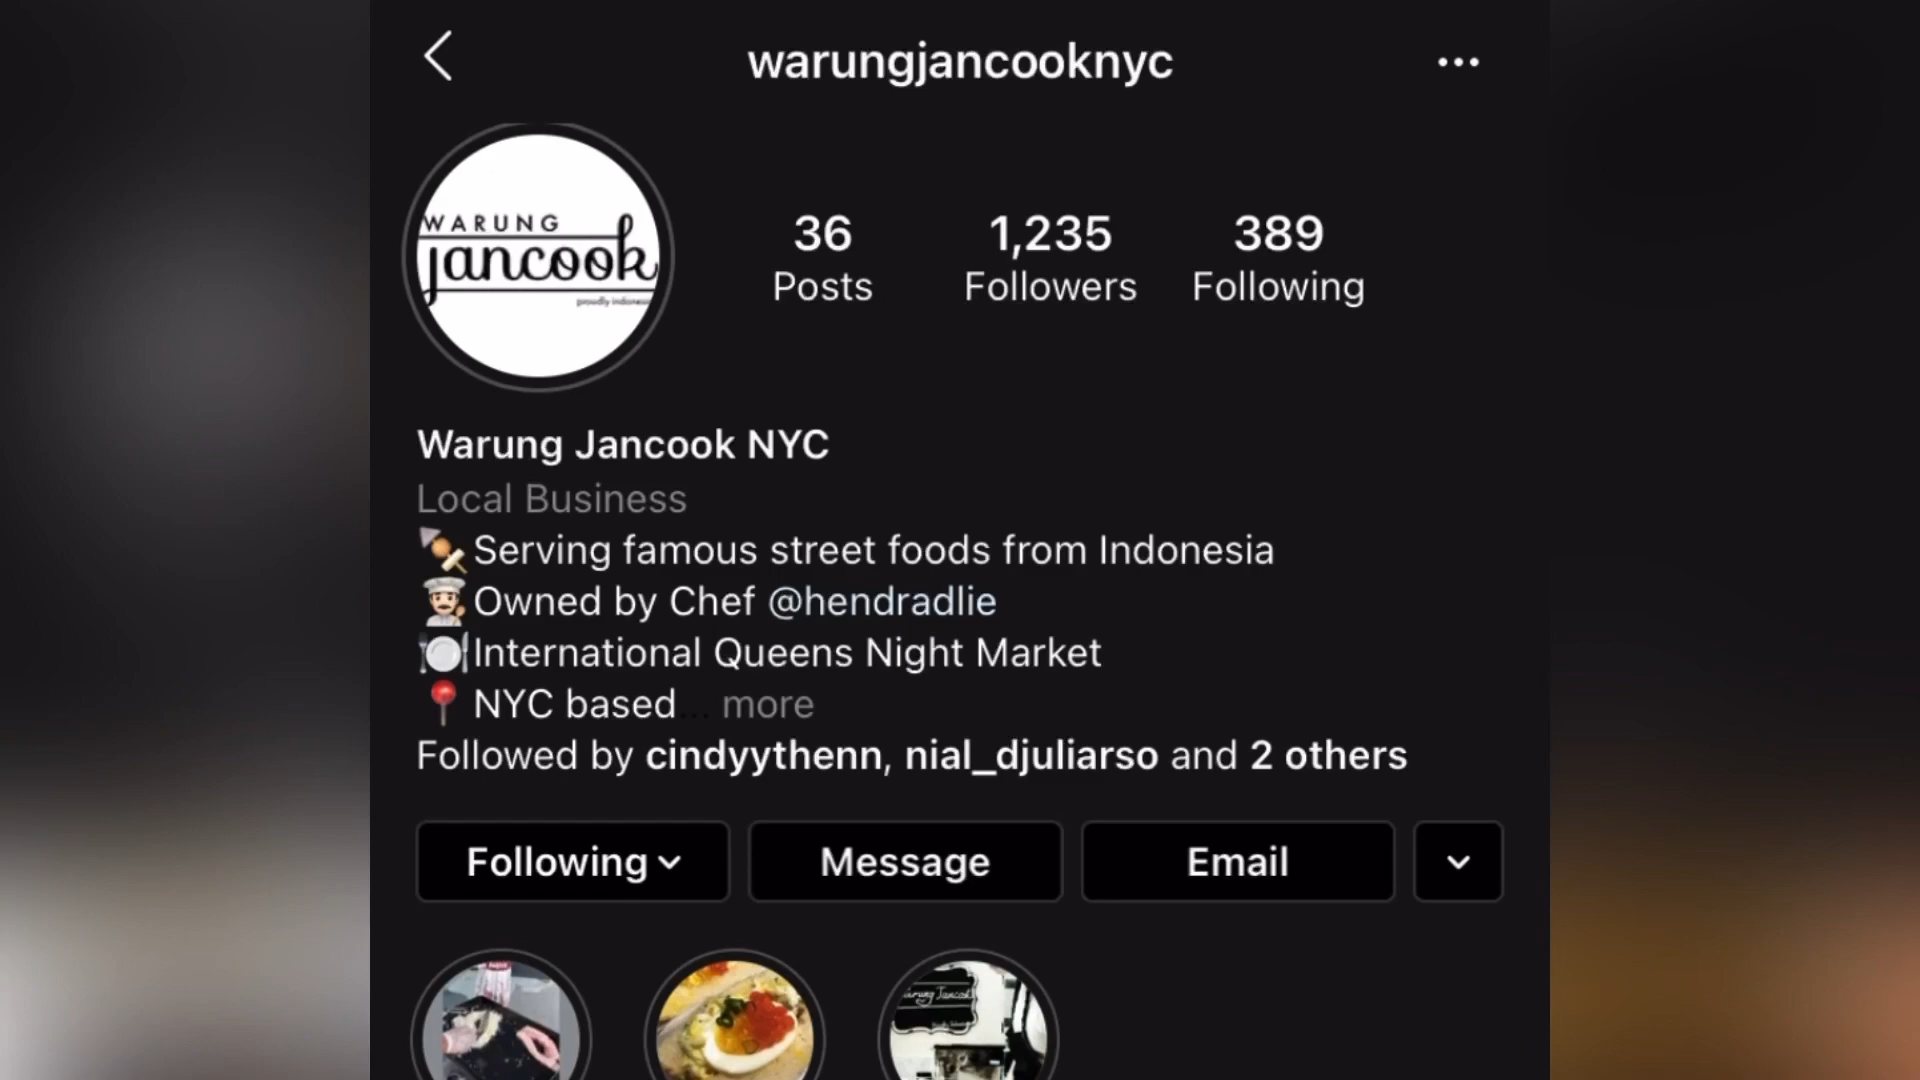 warungjancooknyc
WARUNG
jancook
proudly
36
1,235
389
Posts
Followers
Following
Warung Jancook NYC
Local Business
Serving famous street foods from Indonesia
Owned by Chef @hendradlie
International Queens Night Market
NYC based... more
Followed by cindyythenn, nial_djuliarso and 2 others
Following
Message
Email